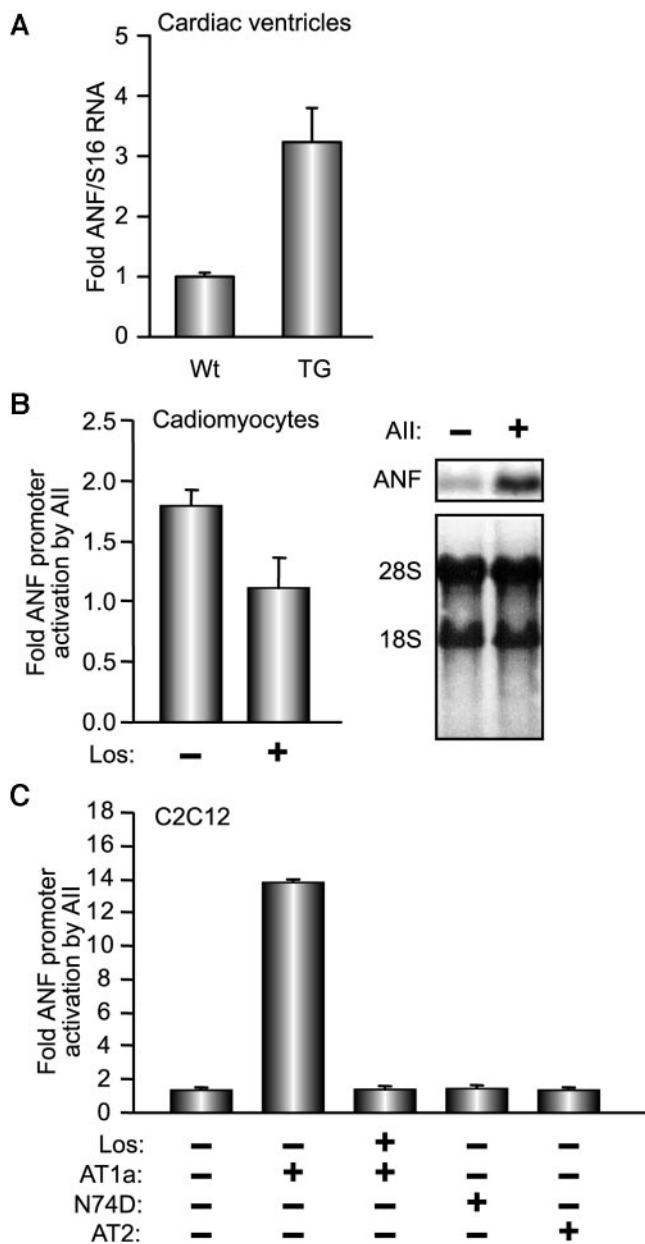 A
Cardiac ventricles
Fold ANF/S16 RNA
5
4
3
2
1
0
Wt TG
B
Cadiomyocytes
Fold ANF promoter
activation by AII
2.5
2.0
1.5
1.0
0.5
0.0
Los: − +
AII: − +
ANF
28S
18S
C
C2C12
Fold ANF promoter
activation by AII
18
16
14
12
10
8
6
4
2
0
Los: − − + − −
AT1a: − + + − −
N74D: − − − + −
AT2: − − − − +